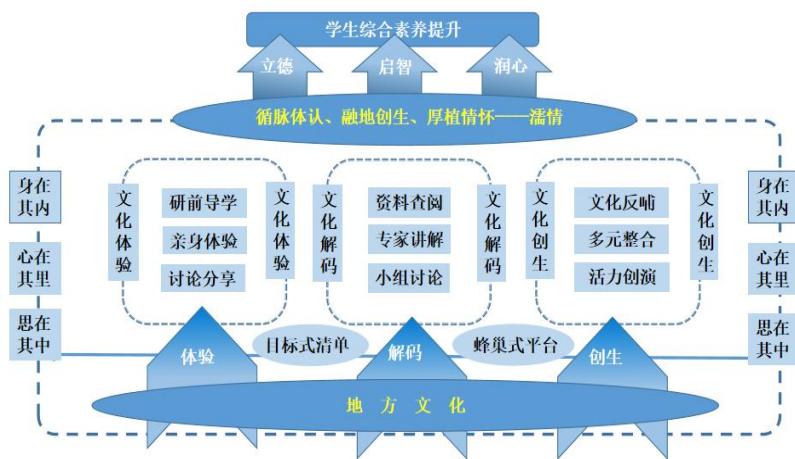 学生综合素养提升
立德
启智
润心
循脉体认、融地创生、厚植情怀——濡情
身在
其内
心在
其里
思在
其中
文化体验
研前导学
亲身体验
讨论分享
文化体验
文化解码
资料查阅
专家讲解
小组讨论
文化解码
文化创生
文化反哺
多元整合
活力创演
文化创生
身在
其内
心在
其里
思在
其中
体验
目标式清单
解码
蜂巢式平台
创生
地 方 文 化